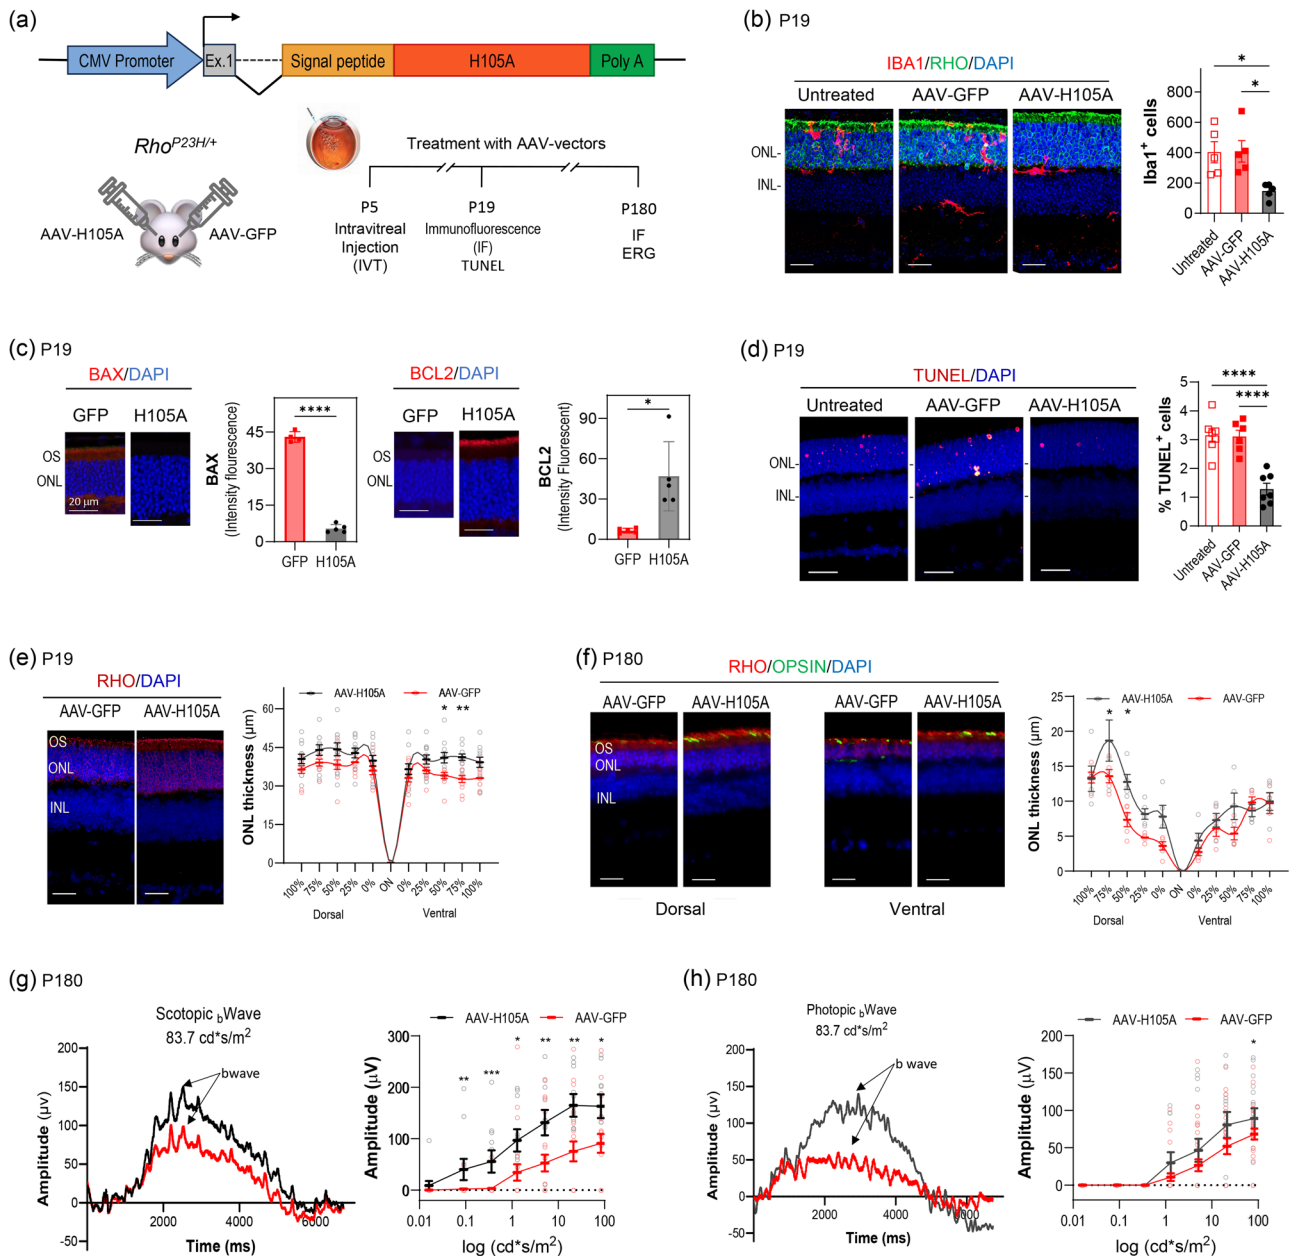 (a)
CMV Promoter
Ex.1
Signal peptide
H105A
Poly A
Rho^P23H/+
AAV-H105A
AAV-GFP
Treatment with AAV-vectors
P5
Intravitreal
Injection
(IVT)
P19
Immunofluorescence
(IF)
TUNEL
P180
IF
ERG
(b) P19
IBA1/RHO/DAPI
Untreated
AAV-GFP
AAV-H105A
ONL-
INL-
Iba1+ cells
800
600
400
200
0
*
*
Untreated
AAV-GFP
AAV-H105A
(c) P19
BAX/DAPI
GFP
H105A
OS
ONL
20 µm
BAX
(Intensity flourescence)
45
30
15
0
****
GFP
H105A
BCL2/DAPI
GFP
H105A
BCL2
(Intensity Fluorescent)
90
60
30
0
*
GFP
H105A
(d) P19
TUNEL/DAPI
Untreated
AAV-GFP
AAV-H105A
ONL-
INL-
% TUNEL+ cells
5
4
3
2
1
0
****
****
Untreated
AAV-GFP
AAV-H105A
(e) P19
RHO/DAPI
AAV-GFP
AAV-H105A
OS
ONL
INL
AAV-H105A
AAV-GFP
ONL thickness (µm)
60
45
30
15
0
*
**
100%
75%
50%
25%
0%
ON
0%
25%
50%
75%
100%
Dorsal
Ventral
(f) P180
RHO/OPSIN/DAPI
AAV-GFP
AAV-H105A
AAV-GFP
AAV-H105A
OS
ONL
INL
Dorsal
Ventral
AAV-H105A
AAV-GFP
ONL thickness (µm)
25
20
15
10
5
0
*
*
100%
75%
50%
25%
0%
ON
0%
25%
50%
75%
100%
Dorsal
Ventral
(g) P180
Scotopic bWave
83.7 cd*s/m²
bwave
Amplitude (µv)
200
150
100
50
0
-50
2000
4000
6000
Time (ms)
AAV-H105A
AAV-GFP
Amplitude (µV)
300
200
100
0
**
***
*
**
**
*
0.01
0.1
1
10
100
log (cd*s/m²)
(h) P180
Photopic bWave
83.7 cd*s/m²
b wave
Amplitude (µv)
200
150
100
50
0
-50
2000
4000
6000
Time (ms)
AAV-H105A
AAV-GFP
Amplitude (µV)
200
150
100
50
0
*
0.01
0.1
1
10
100
log (cd*s/m²)